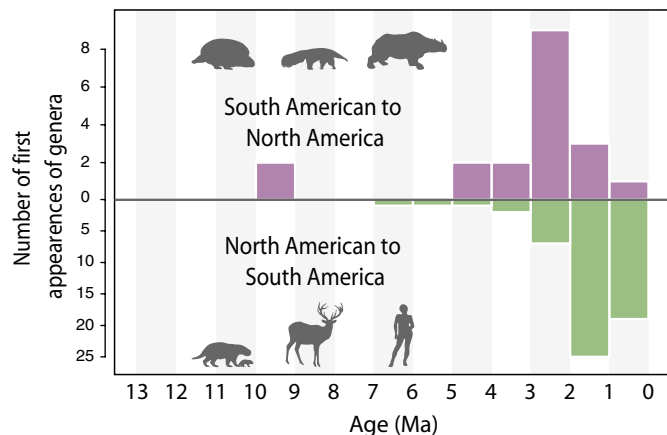 Number of first
appearences of genera
8
6
4
2
0
5
10
15
20
25
South American to
North America
North American to
South America
13 12 11 10 9 8 7 6 5 4 3 2 1 0
Age (Ma)